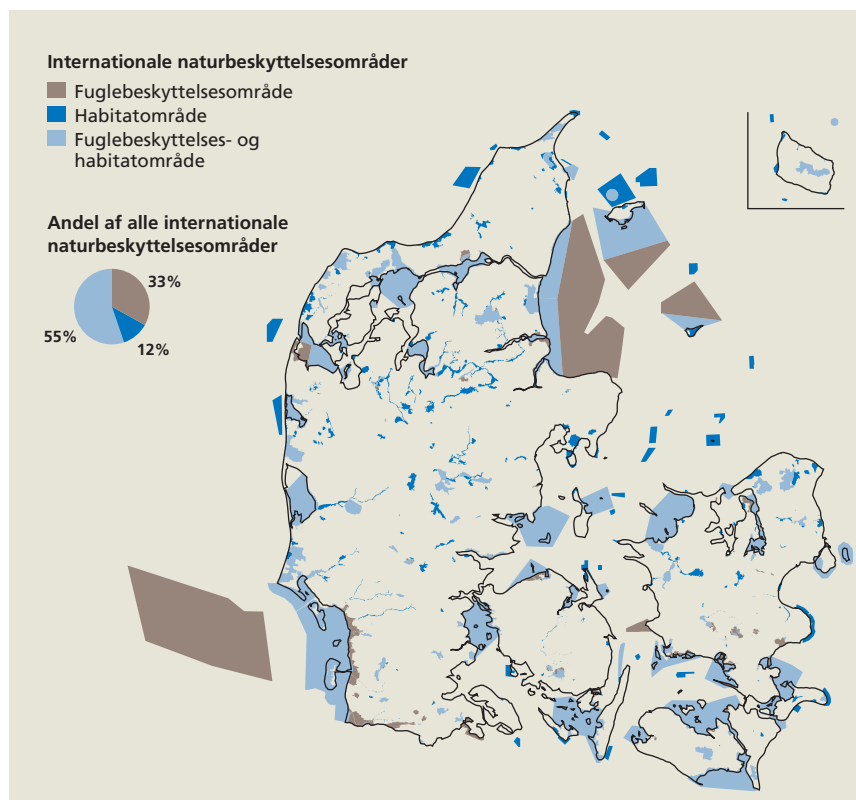 Internationale naturbeskyttelsesområder
Fuglebeskyttelsesområde
Habitatområde
Fuglebeskyttelses- og
habitatområde
Andel af alle internationale
naturbeskyttelsesområder
33%
55%
12%